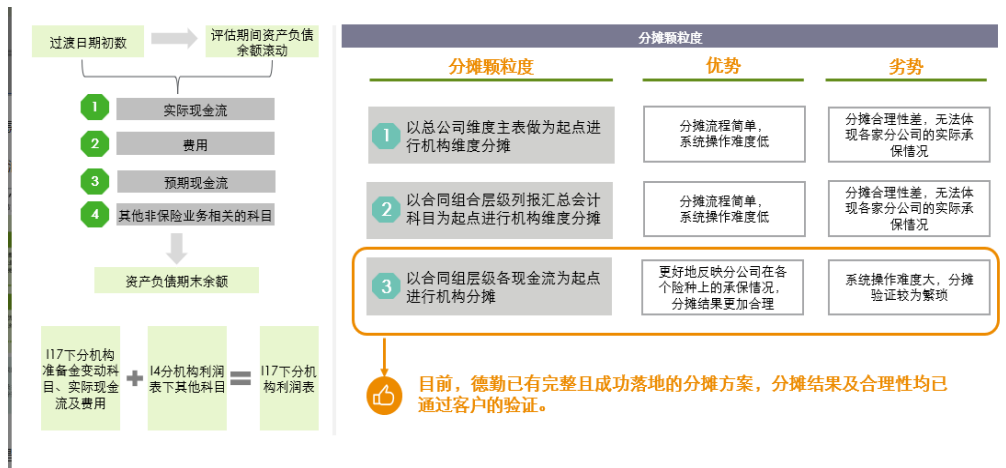 过渡日期初数
评估期间资产负债
余额滚动
1
实际现金流
2
费用
3
预期现金流
4
其他非保险业务相关的科目
资产负债期末余额
I17下分机构
准备金变动科
目、实际现金
流及费用
+
I4分机构利润
表下其他科目
=
I17下分机
构利润表
分摊颗粒度
分摊颗粒度
优势
劣势
1
以总公司维度主表做为起点进
行机构维度分摊
分摊流程简单，
系统操作难度低
分摊合理性差，无法体
现各家分公司的实际承
保情况
2
以合同组合层级列报汇总会计
科目为起点进行机构维度分摊
分摊流程简单，
系统操作难度低
分摊合理性差，无法体
现各家分公司的实际承
保情况
3
以合同组层级各现金流为起点
进行机构分摊
更好地反映分公司在各
个险种上的承保情况，
分摊结果更加合理
系统操作难度大，分摊
验证较为繁琐
目前，德勤已有完整且成功落地的分摊方案，分摊结果及合理性均已
通过客户的验证。